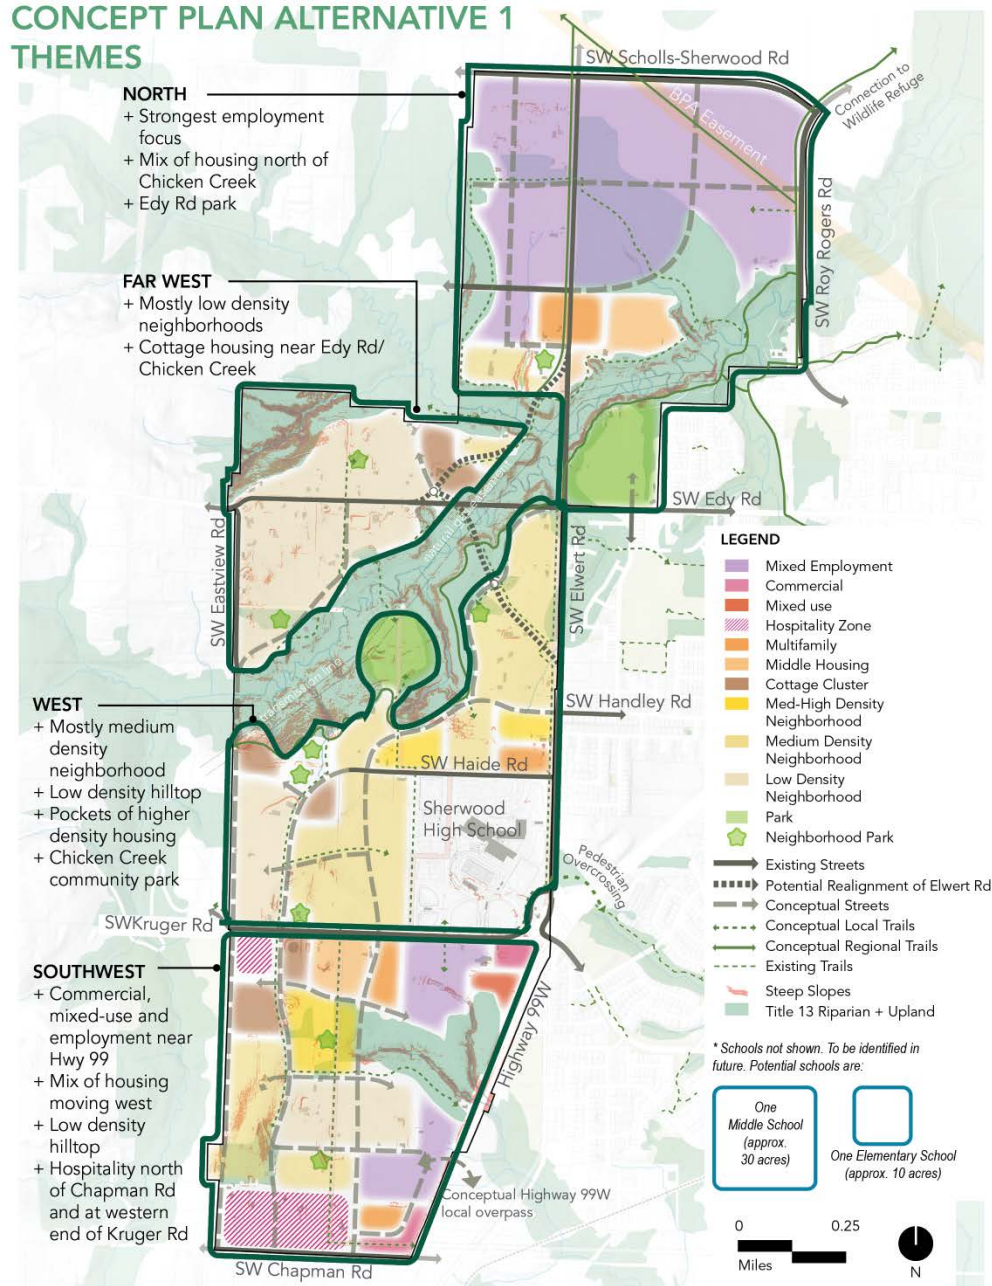 CONCEPT PLAN ALTERNATIVE 1
THEMES
NORTH
+ Strongest employment
focus
+ Mix of housing north of
Chicken Creek
+ Edy Rd park
FAR WEST
+ Mostly low density
neighborhoods
+ Cottage housing near Edy Rd/
Chicken Creek
WEST
+ Mostly medium
density
neighborhood
+ Low density hilltop
+ Pockets of higher
density housing
+ Chicken Creek
community park
SOUTHWEST
+ Commercial,
mixed-use and
employment near
Hwy 99
+ Mix of housing
moving west
+ Low density
hilltop
+ Hospitality north
of Chapman Rd
and at western
end of Kruger Rd
SW Scholls-Sherwood Rd
BPA Easement
Connection to
Wildlife Refuge
SW Roy Rogers Rd
SW Edy Rd
SW Eastview Rd
SW Elwert Rd
SW Handley Rd
SW Haide Rd
Sherwood
High School
Pedestrian
Overcrossing
SWKruger Rd
Highway 99W
Conceptual Highway 99W
local overpass
SW Chapman Rd
LEGEND
Mixed Employment
Commercial
Mixed use
Hospitality Zone
Multifamily
Middle Housing
Cottage Cluster
Med-High Density
Neighborhood
Medium Density
Neighborhood
Low Density
Neighborhood
Park
Neighborhood Park
Existing Streets
Potential Realignment of Elwert Rd
Conceptual Streets
Conceptual Local Trails
Conceptual Regional Trails
Existing Trails
Steep Slopes
Title 13 Riparian + Upland
* Schools not shown. To be identified in
future. Potential schools are:
One
Middle School
(approx.
30 acres)
One Elementary School
(approx. 10 acres)
0 0.25
Miles
N